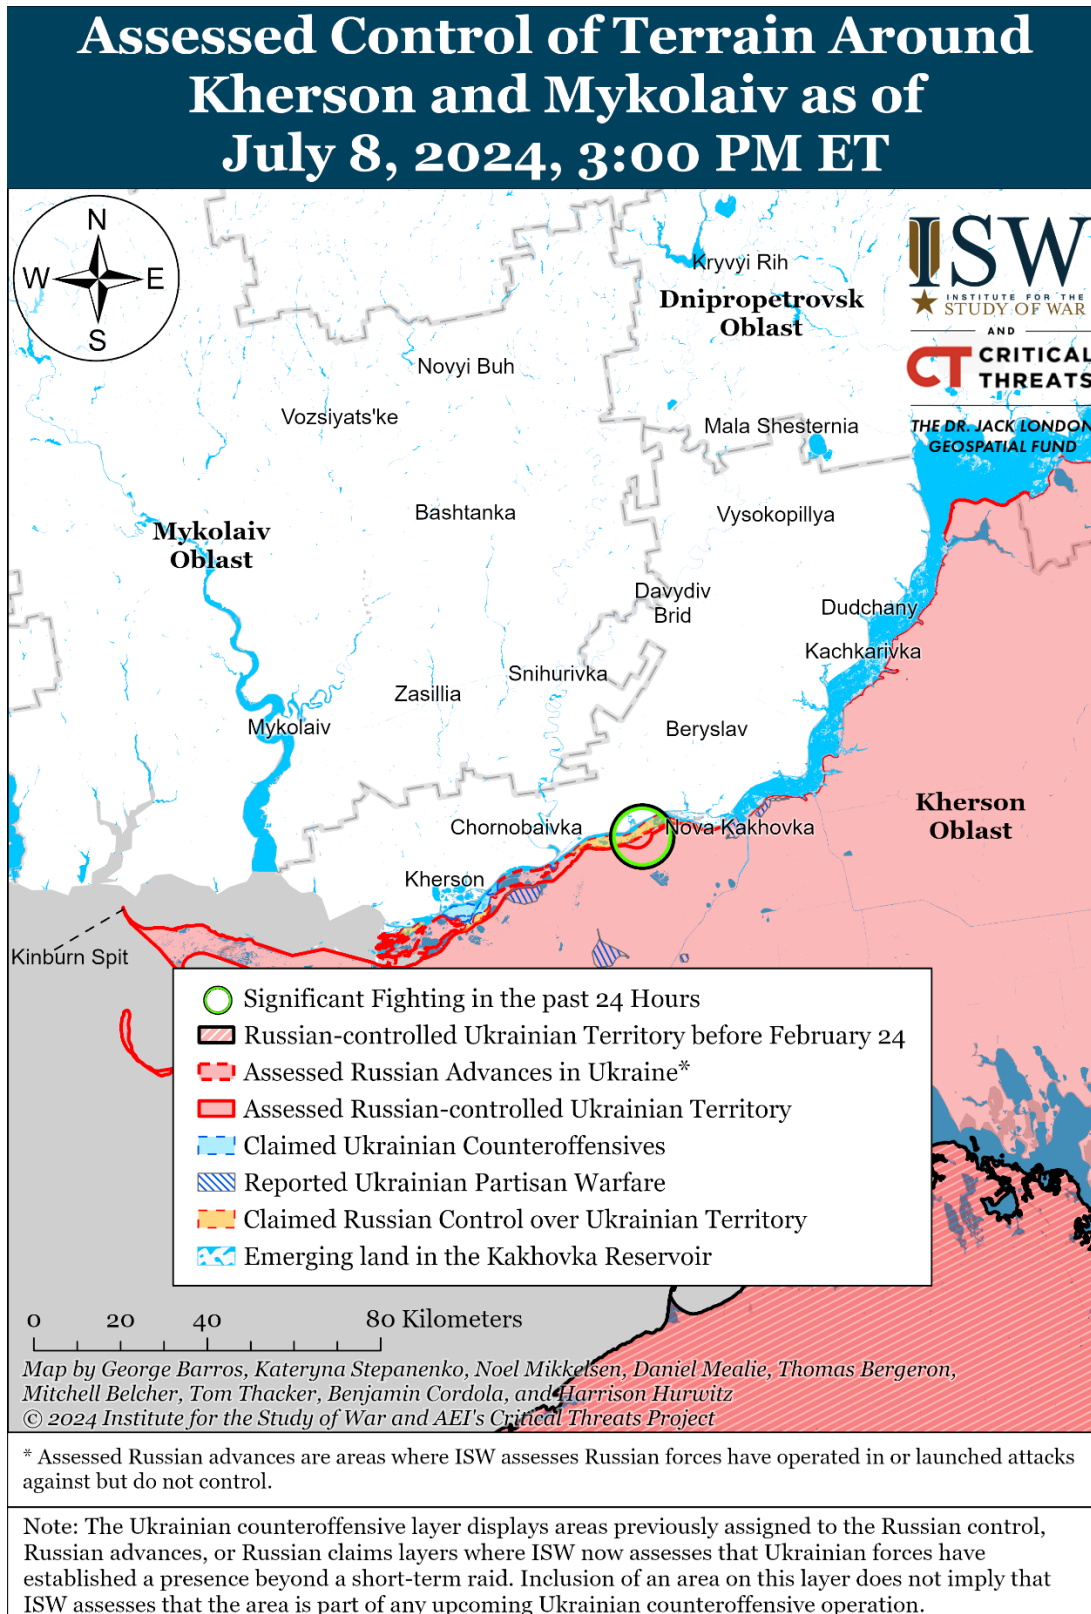 Assessed Control of Terrain Around
Kherson and Mykolaiv as of
July 8, 2024, 3:00 PM ET
N
W
E
S
ISW
INSTITUTE FOR THE
STUDY OF WAR
AND
CT CRITICAL
THREATS
THE DR. JACK LONDON
GEOSPATIAL FUND
Kryvyi Rih
Dnipropetrovsk
Oblast
Novyi Buh
Vozsiyats'ke
Mala Shesternia
Bashtanka
Vysokopillya
Mykolaiv
Oblast
Davydiv
Brid
Dudchany
Kachkarivka
Snihurivka
Zasillia
Mykolaiv
Beryslav
Kherson
Oblast
Chornobaivka
Nova Kakhovka
Kherson
Kinburn Spit
Significant Fighting in the past 24 Hours
Russian-controlled Ukrainian Territory before February 24
Assessed Russian Advances in Ukraine*
Assessed Russian-controlled Ukrainian Territory
Claimed Ukrainian Counteroffensives
Reported Ukrainian Partisan Warfare
Claimed Russian Control over Ukrainian Territory
Emerging land in the Kakhovka Reservoir
0 20 40 80 Kilometers
Map by George Barros, Kateryna Stepanenko, Noel Mikkelsen, Daniel Mealie, Thomas Bergeron,
Mitchell Belcher, Tom Thacker, Benjamin Cordola, and Harrison Hurwitz
© 2024 Institute for the Study of War and AEI's Critical Threats Project
* Assessed Russian advances are areas where ISW assesses Russian forces have operated in or launched attacks
against but do not control.
Note: The Ukrainian counteroffensive layer displays areas previously assigned to the Russian control,
Russian advances, or Russian claims layers where ISW now assesses that Ukrainian forces have
established a presence beyond a short-term raid. Inclusion of an area on this layer does not imply that
ISW assesses that the area is part of any upcoming Ukrainian counteroffensive operation.